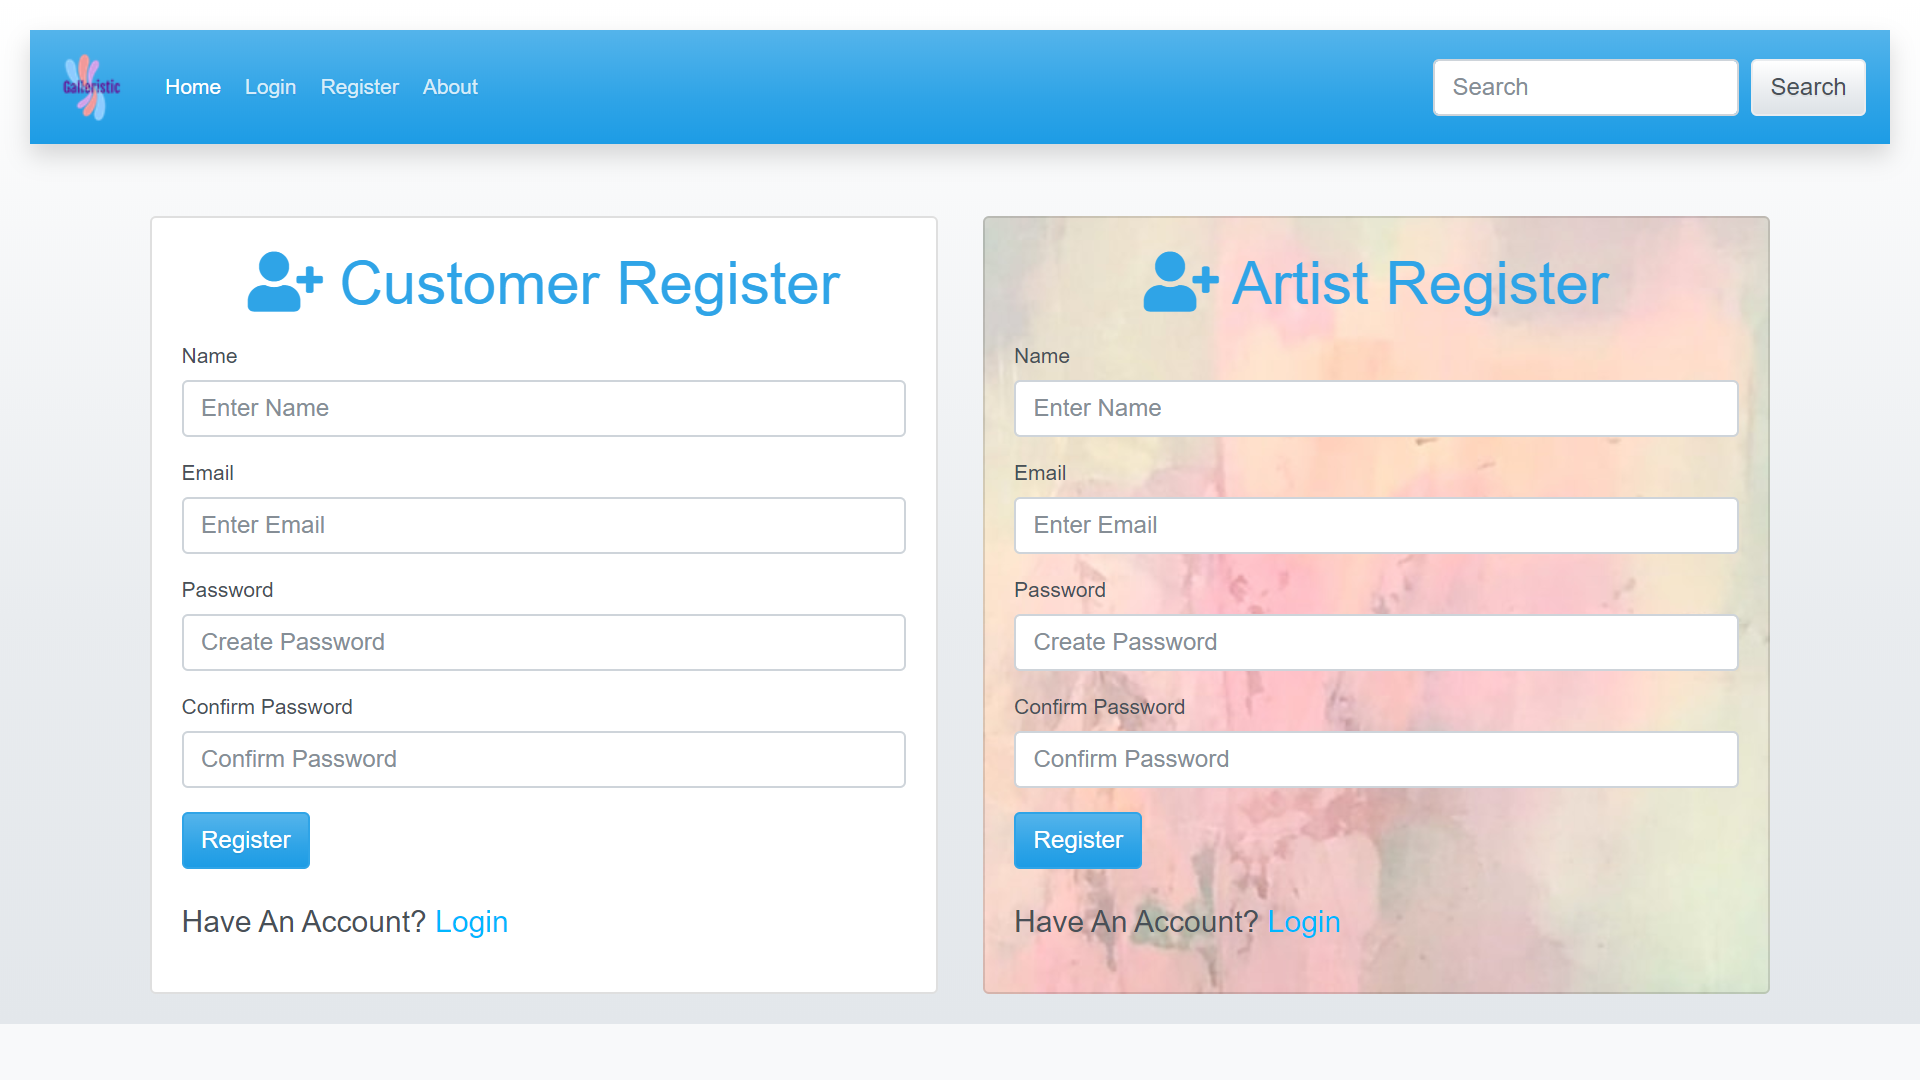 Galleristic
Home Login Register About
Search
Search
Customer Register
Name
Enter Name
Email
Enter Email
Password
Create Password
Confirm Password
Confirm Password
Register
Have An Account? Login
Artist Register
Name
Enter Name
Email
Enter Email
Password
Create Password
Confirm Password
Confirm Password
Register
Have An Account? Login